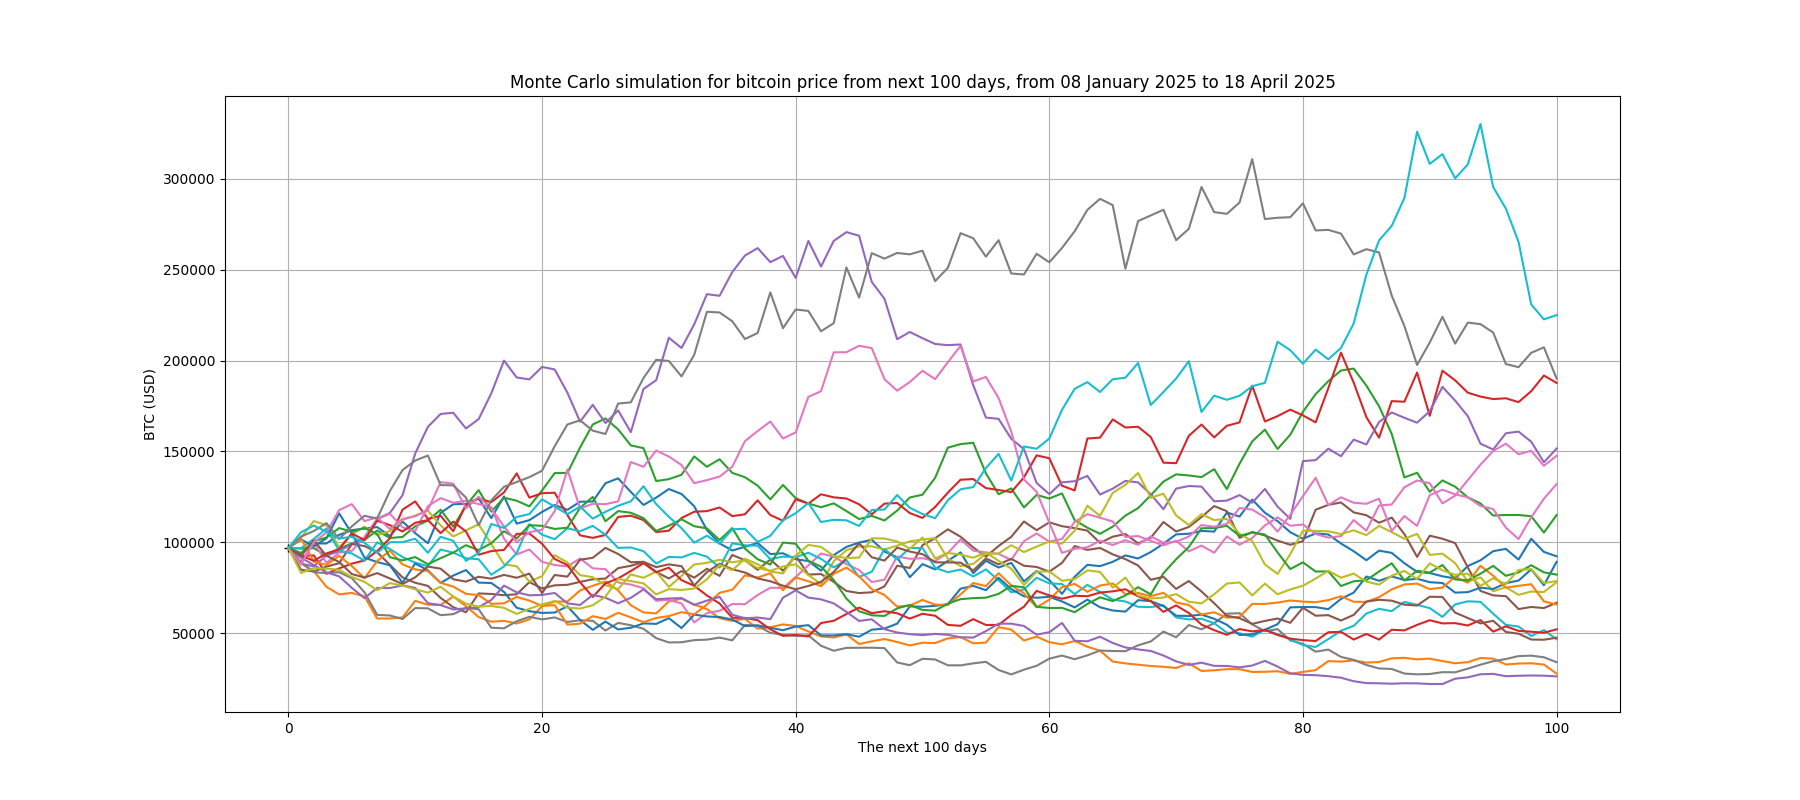 Monte Carlo simulation for bitcoin price from next 100 days, from 08 January 2025 to 18 April 2025
BTC (USD)
300000
250000
200000
150000
100000
50000
0 20 40 60 80 100
The next 100 days